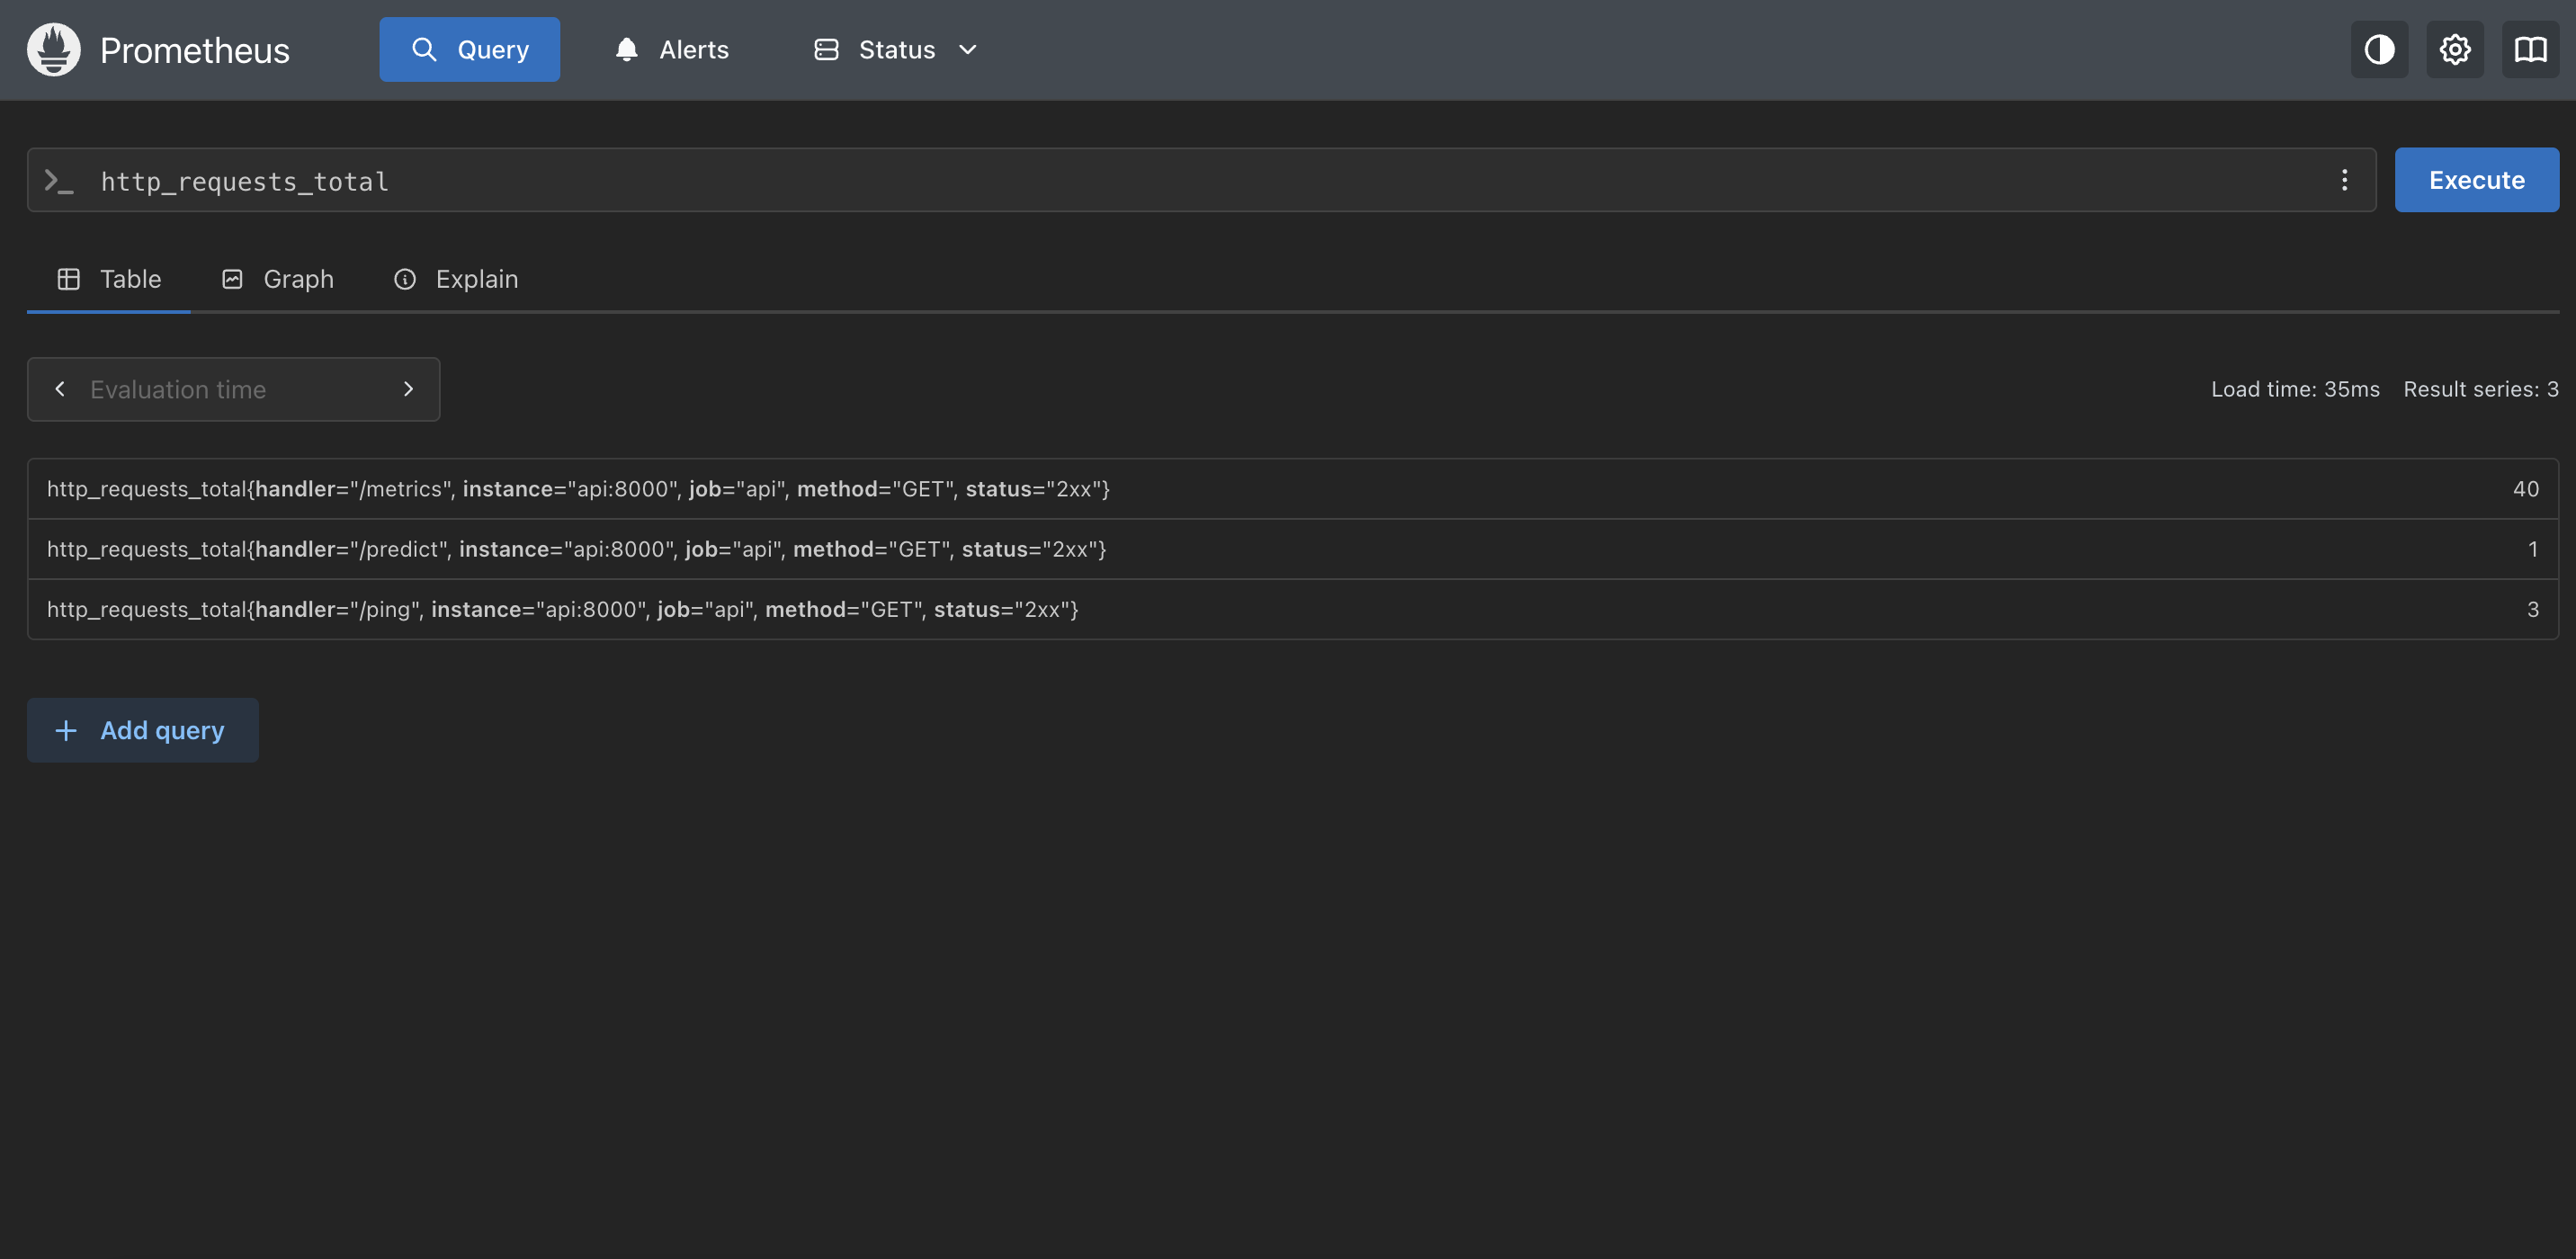 Prometheus Query Alerts Status
http_requests_total Execute
Table Graph Explain
Evaluation time Load time: 35ms Result series: 3
http_requests_total{handler="/metrics", instance="api:8000", job="api", method="GET", status="2xx"} 40
http_requests_total{handler="/predict", instance="api:8000", job="api", method="GET", status="2xx"} 1
http_requests_total{handler="/ping", instance="api:8000", job="api", method="GET", status="2xx"} 3
Add query